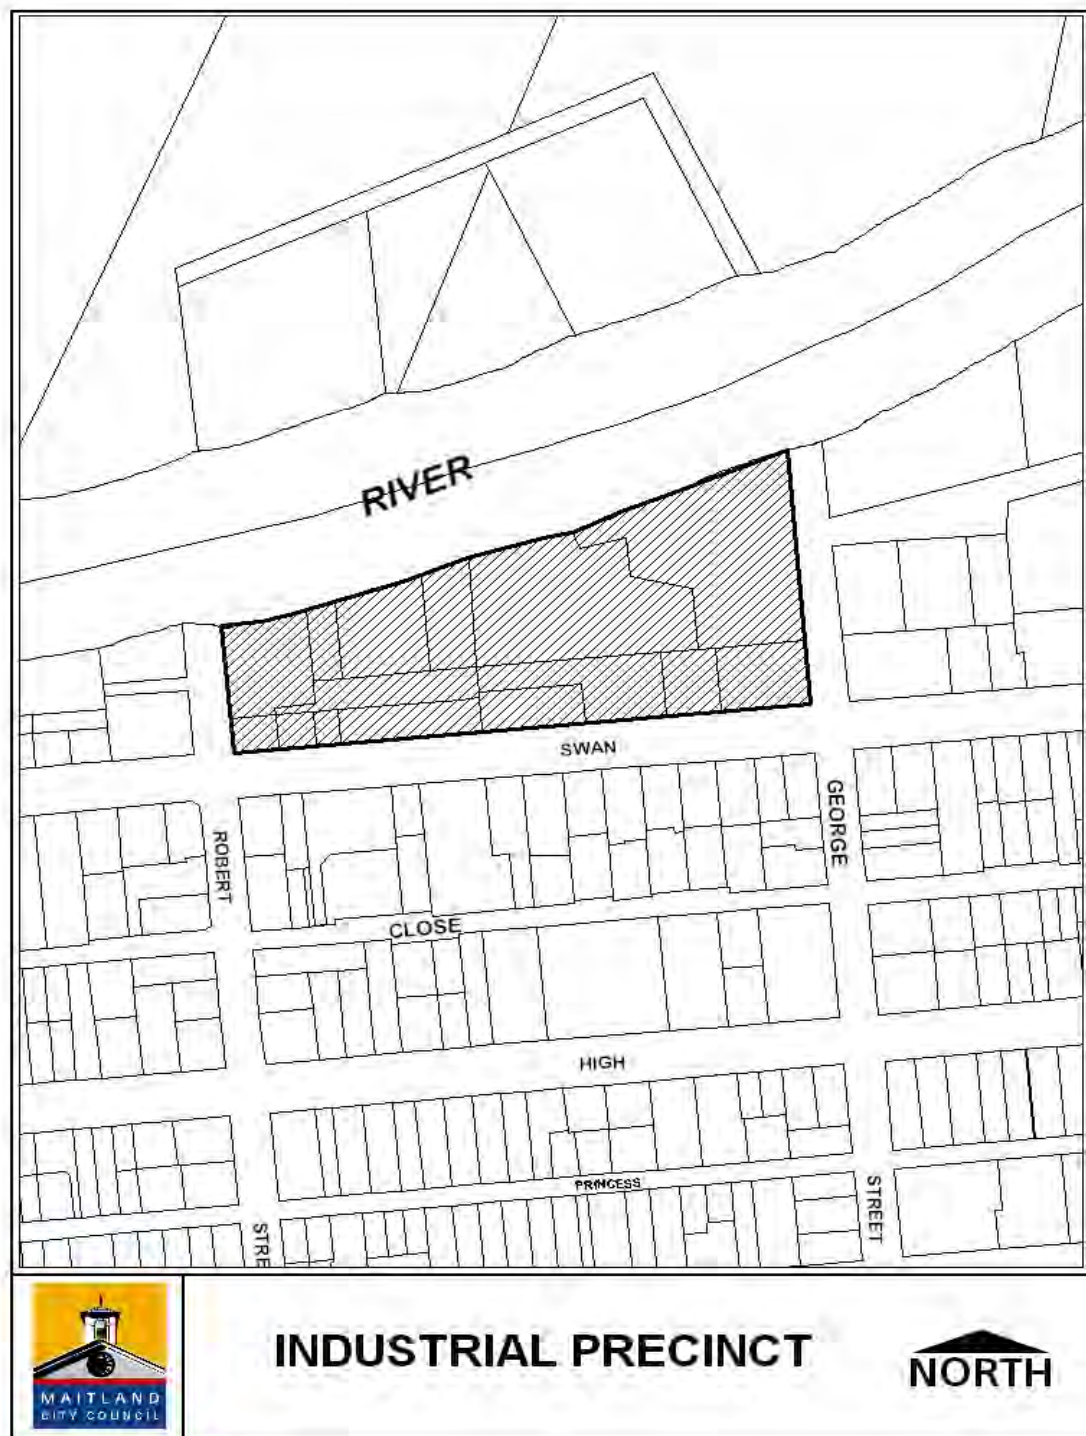 RIVER
SWAN
GEORGE
ROBERT
CLOSE
HIGH
PRINCESS
STREET
STRE
MAITLAND
CITY COUNCIL
INDUSTRIAL PRECINCT
NORTH